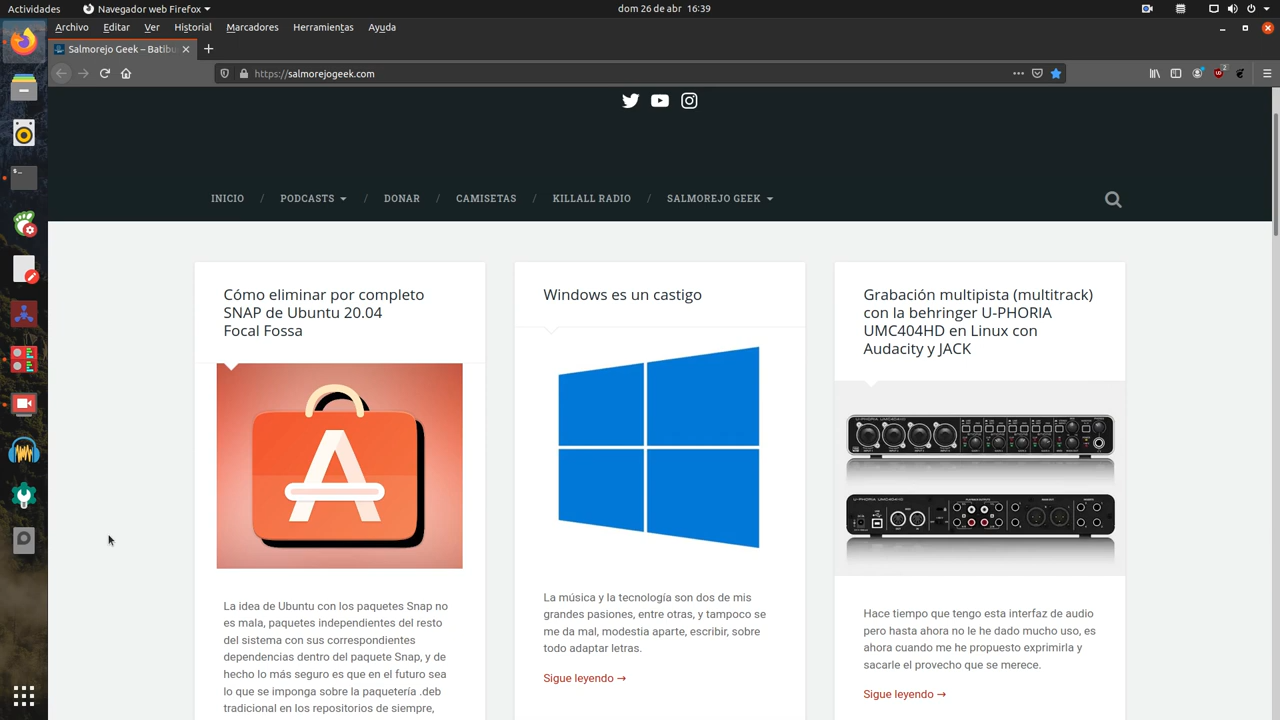 Actividades
Navegador web Firefox
dom 26 de abr 16:39
Archivo Editar Ver Historial Marcadores Herramientas Ayuda
Salmorejo Geek – Batibu
https://salmorejogeek.com
2
INICIO / PODCASTS / DONAR / CAMISETAS / KILLALL RADIO / SALMOREJO GEEK
Cómo eliminar por completo
SNAP de Ubuntu 20.04
Focal Fossa
La idea de Ubuntu con los paquetes Snap no
es mala, paquetes independientes del resto
del sistema con sus correspondientes
dependencias dentro del paquete Snap, y de
hecho lo más seguro es que en el futuro sea
lo que se imponga sobre la paquetería .deb
tradicional en los repositorios de siempre,
Windows es un castigo
La música y la tecnología son dos de mis
grandes pasiones, entre otras, y tampoco se
me da mal, modestia aparte, escribir, sobre
todo adaptar letras.
Sigue leyendo →
Grabación multipista (multitrack)
con la behringer U-PHORIA
UMC404HD en Linux con
Audacity y JACK
Hace tiempo que tengo esta interfaz de audio
pero hasta ahora no le he dado mucho uso, es
ahora cuando me he propuesto exprimirla y
sacarle el provecho que se merece.
Sigue leyendo →